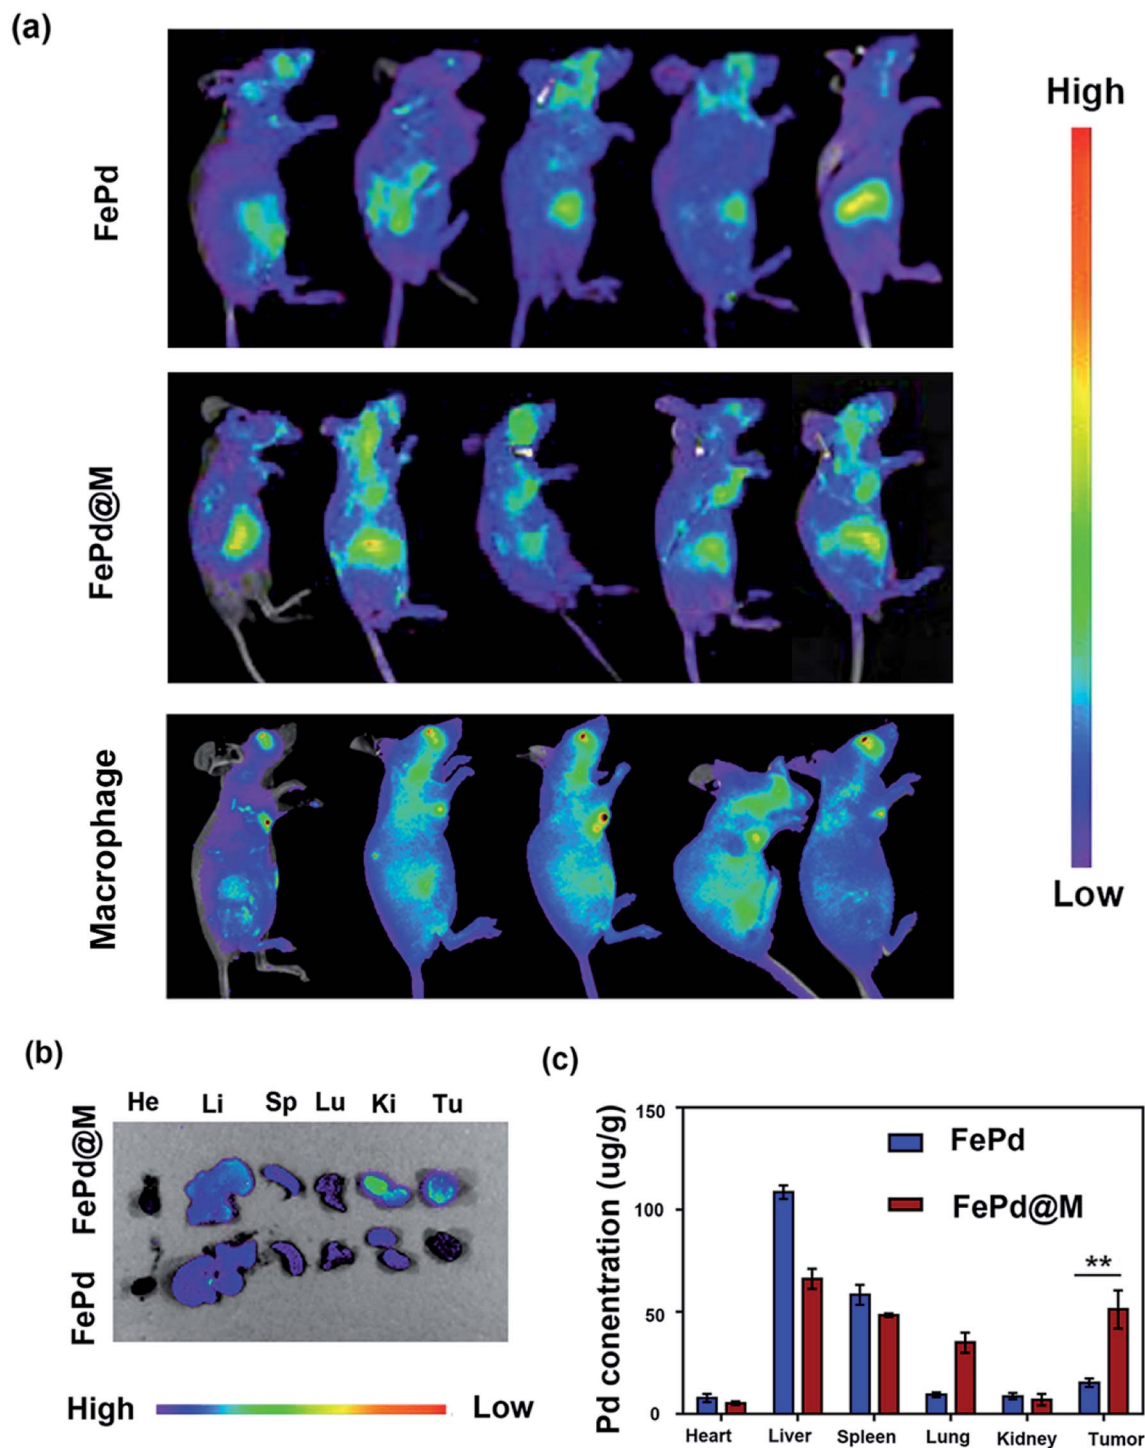 (a)
High
FePd
FePd@M
Macrophage
Low
(b)
He Li Sp Lu Ki Tu
FePd@M
FePd
High Low
(c)
Pd conentration (ug/g)
150
100
50
0
FePd
FePd@M
**
Heart Liver Spleen Lung Kidney Tumor